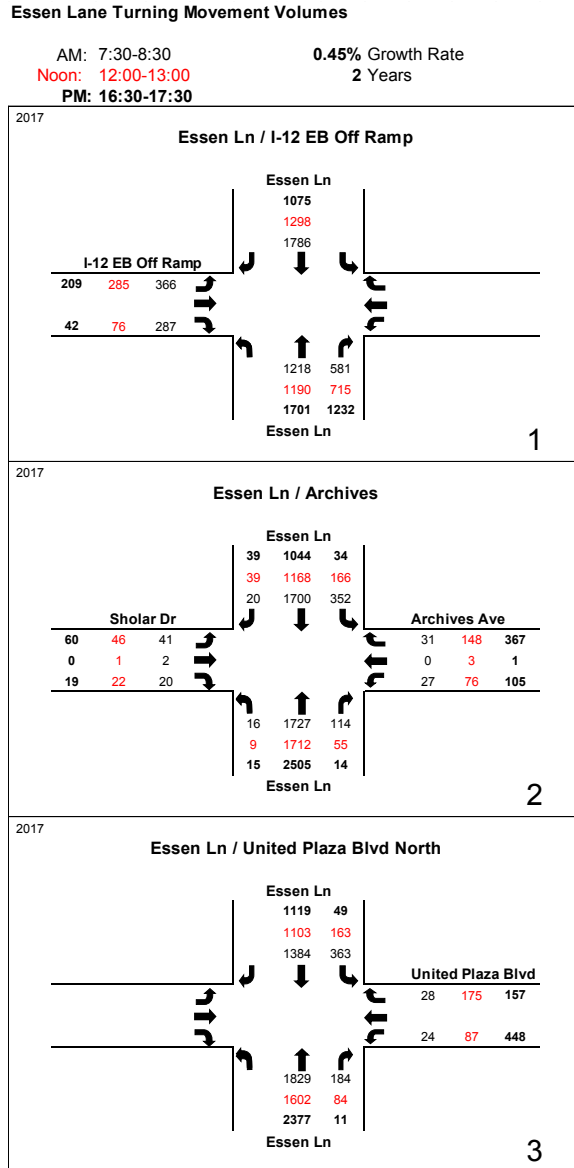 Essen Lane Turning Movement Volumes
AM: 7:30-8:30 0.45% Growth Rate
Noon: 12:00-13:00 2 Years
PM: 16:30-17:30
2017
Essen Ln / I-12 EB Off Ramp
Essen Ln
1075
1298
1786
I-12 EB Off Ramp
209 285 366
42 76 287
1218 581
1190 715
1701 1232
Essen Ln
1
2017
Essen Ln / Archives
Essen Ln
39 1044 34
39 1168 166
20 1700 352
Sholar Dr Archives Ave
60 46 41 31 148 367
0 1 2 0 3 1
19 22 20 27 76 105
16 1727 114
9 1712 55
15 2505 14
Essen Ln
2
2017
Essen Ln / United Plaza Blvd North
Essen Ln
1119 49
1103 163
1384 363
United Plaza Blvd
28 175 157
24 87 448
1829 184
1602 84
2377 11
Essen Ln
3